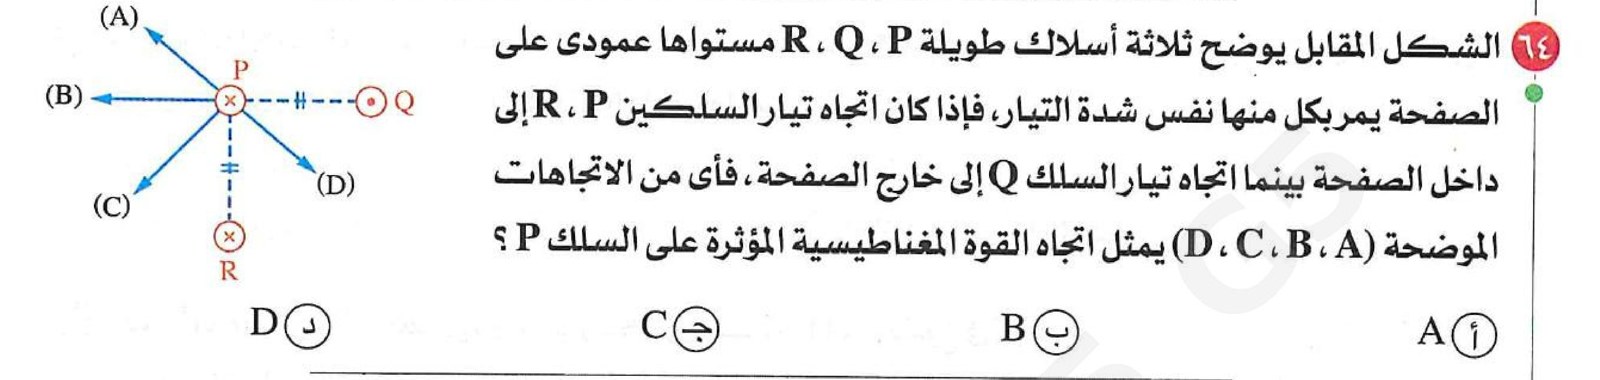 ٦٤ الشكل المقابل يوضح ثلاثة أسلاك طويلة R ، Q ، P مستواها عمودى على
الصفحة يمر بكل منها نفس شدة التيار، فإذا كان اتجاه تيار السلكين R ، P إلى
داخل الصفحة بينما اتجاه تيار السلك Q إلى خارج الصفحة، فأى من الاتجاهات
الموضحة (D ، C ، B ، A) يمثل اتجاه القوة المغناطيسية المؤثرة على السلك P ؟
(A)
P
(B)
Q
(C)
(D)
R
أ A
ب B
جـ C
د D